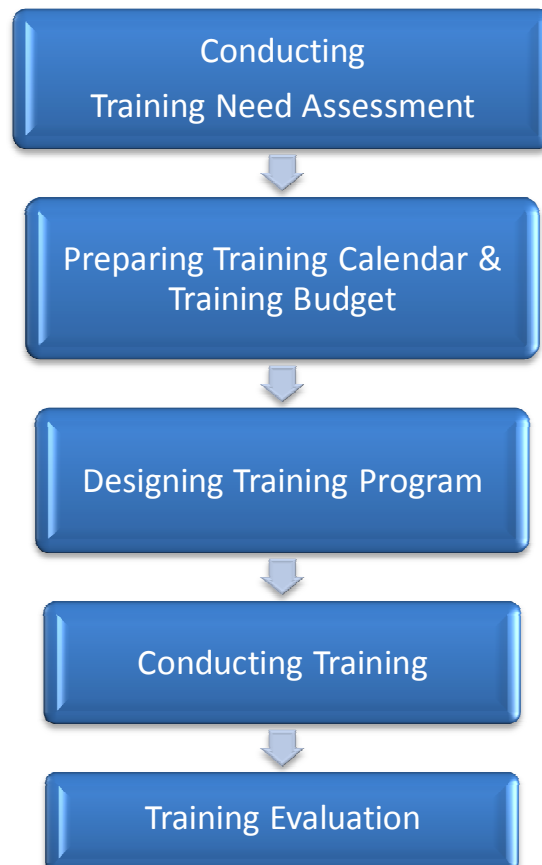 Conducting
Training Need Assessment
Preparing Training Calendar &
Training Budget
Designing Training Program
Conducting Training
Training Evaluation